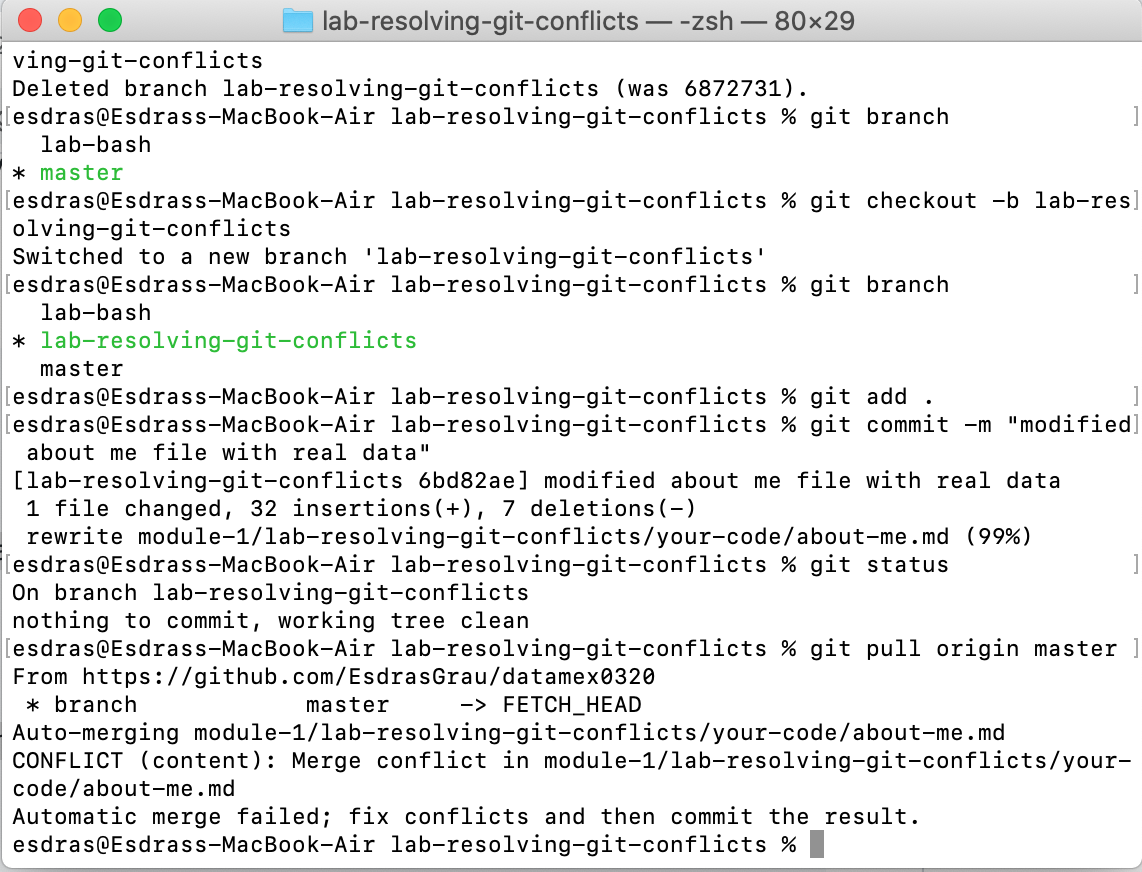 lab-resolving-git-conflicts — -zsh — 80×29
ving-git-conflicts
Deleted branch lab-resolving-git-conflicts (was 6872731).
[esdras@Esdrass-MacBook-Air lab-resolving-git-conflicts % git branch ]
  lab-bash
* master
[esdras@Esdrass-MacBook-Air lab-resolving-git-conflicts % git checkout -b lab-res]
olving-git-conflicts
Switched to a new branch 'lab-resolving-git-conflicts'
[esdras@Esdrass-MacBook-Air lab-resolving-git-conflicts % git branch ]
  lab-bash
* lab-resolving-git-conflicts
  master
[esdras@Esdrass-MacBook-Air lab-resolving-git-conflicts % git add . ]
[esdras@Esdrass-MacBook-Air lab-resolving-git-conflicts % git commit -m "modified]
 about me file with real data"
[lab-resolving-git-conflicts 6bd82ae] modified about me file with real data
 1 file changed, 32 insertions(+), 7 deletions(-)
 rewrite module-1/lab-resolving-git-conflicts/your-code/about-me.md (99%)
[esdras@Esdrass-MacBook-Air lab-resolving-git-conflicts % git status ]
On branch lab-resolving-git-conflicts
nothing to commit, working tree clean
[esdras@Esdrass-MacBook-Air lab-resolving-git-conflicts % git pull origin master ]
From https://github.com/EsdrasGrau/datamex0320
 * branch            master     -> FETCH_HEAD
Auto-merging module-1/lab-resolving-git-conflicts/your-code/about-me.md
CONFLICT (content): Merge conflict in module-1/lab-resolving-git-conflicts/your-
code/about-me.md
Automatic merge failed; fix conflicts and then commit the result.
esdras@Esdrass-MacBook-Air lab-resolving-git-conflicts %